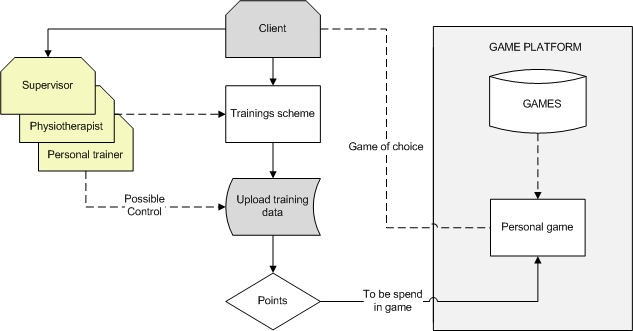 Client
GAME PLATFORM
Supervisor
GAMES
Trainings scheme
Physiotherapist
Game of choice
Personal trainer
Possible
Control
Upload training
data
Personal game
Points
To be spend
in game